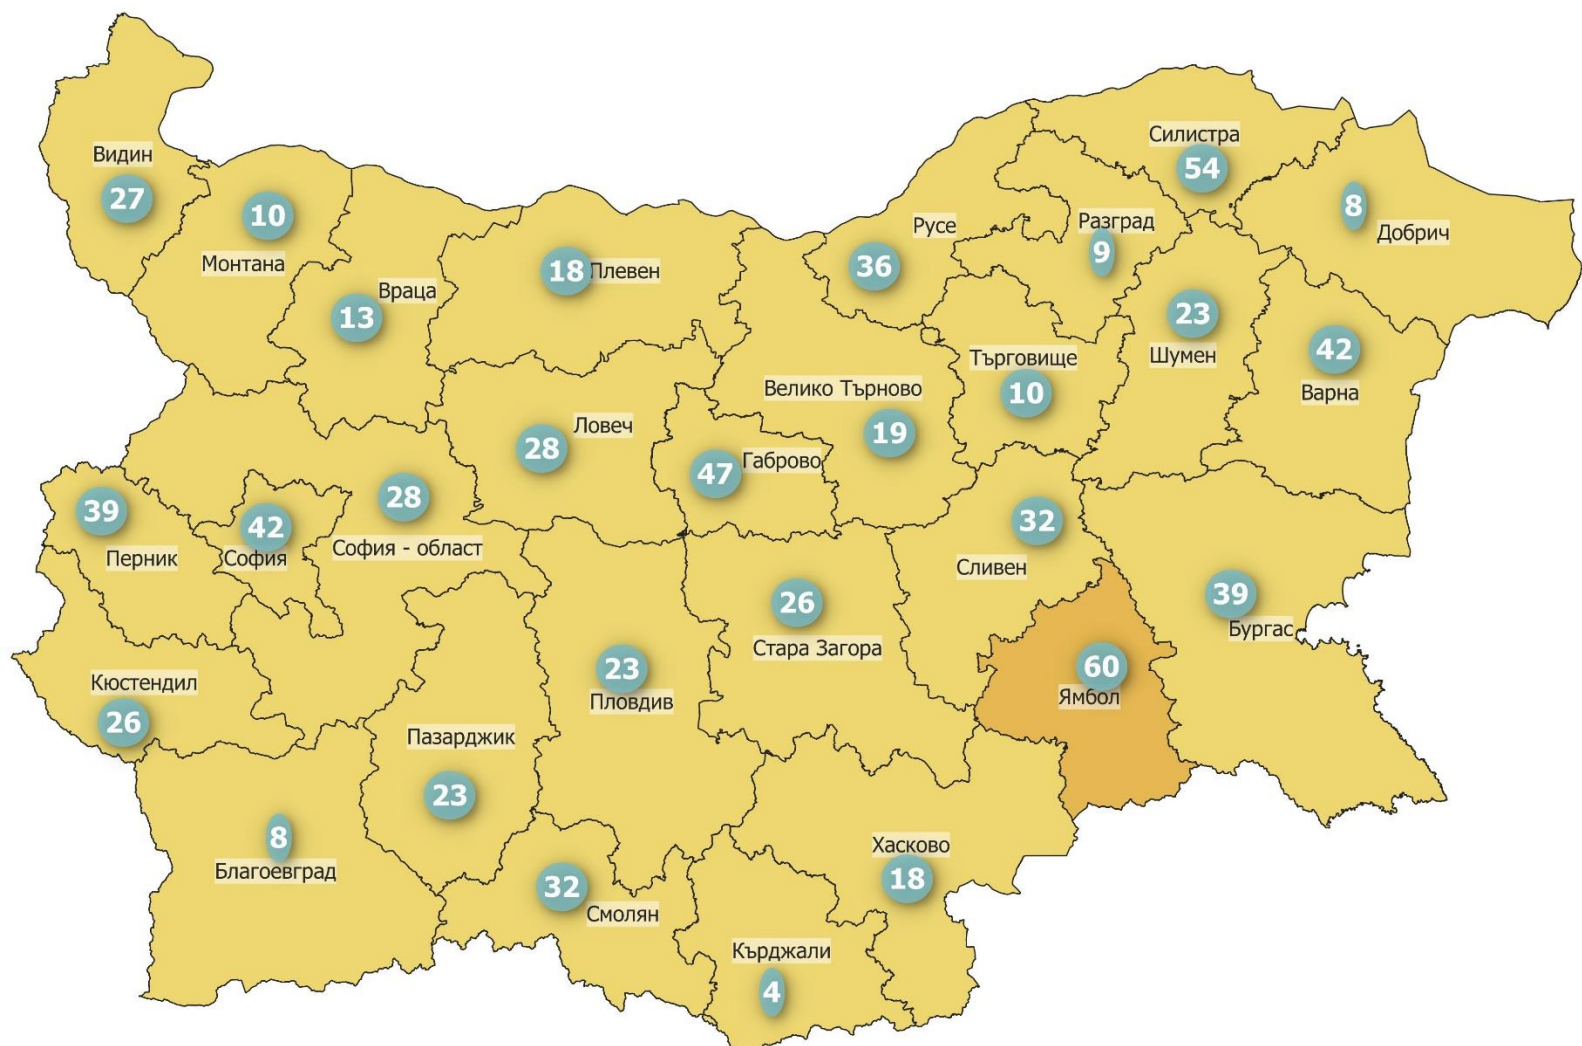 Видин
27
10
Монтана
Враца
13
18
Плевен
Русе
36
Разград
9
Силистра
54
8
Добрич
23
Шумен
42
Варна
Търговище
10
Велико Търново
19
Ловеч
28
47
Габрово
39
Перник
42
София
28
София - област
32
Сливен
26
Стара Загора
39
Бургас
60
Ямбол
Кюстендил
26
23
Пловдив
Пазарджик
23
8
Благоевград
32
Смолян
Хасково
18
Кърджали
4